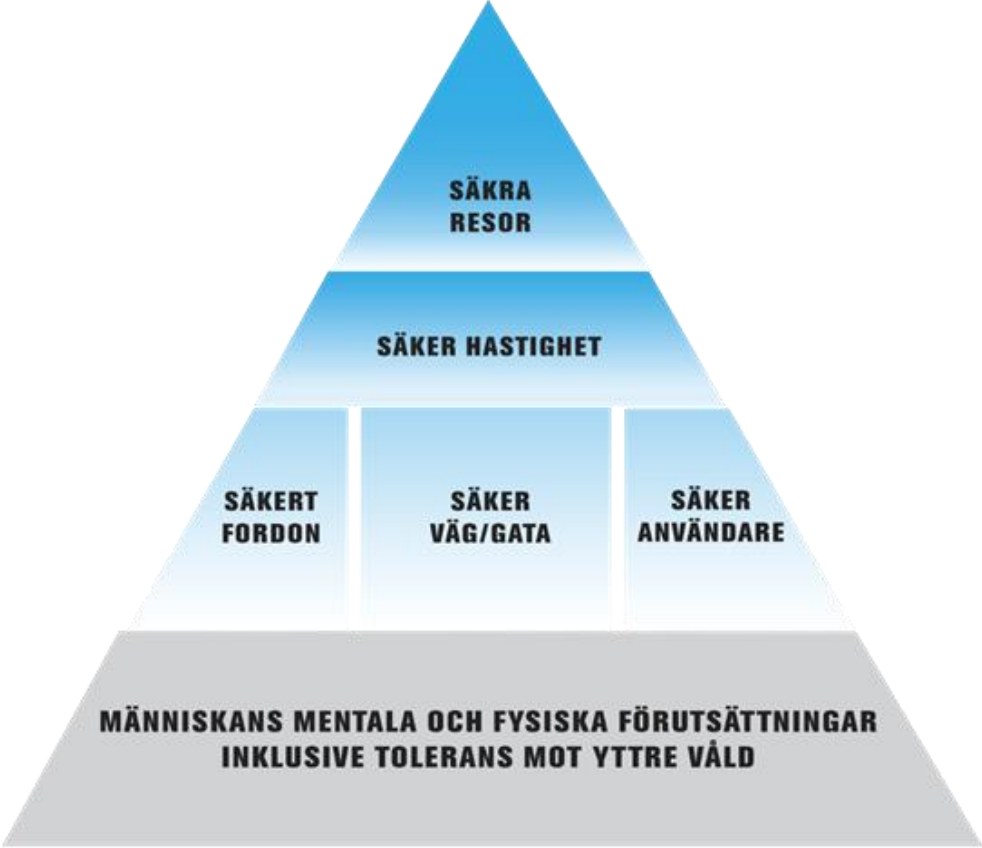 SÄKRA
RESOR
SÄKER HASTIGHET
SÄKERT
FORDON
SÄKER
VÄG/GATA
SÄKER
ANVÄNDARE
MÄNNISKANS MENTALA OCH FYSISKA FÖRUTSÄTTNINGAR
INKLUSIVE TOLERANS MOT YTTRE VÅLD